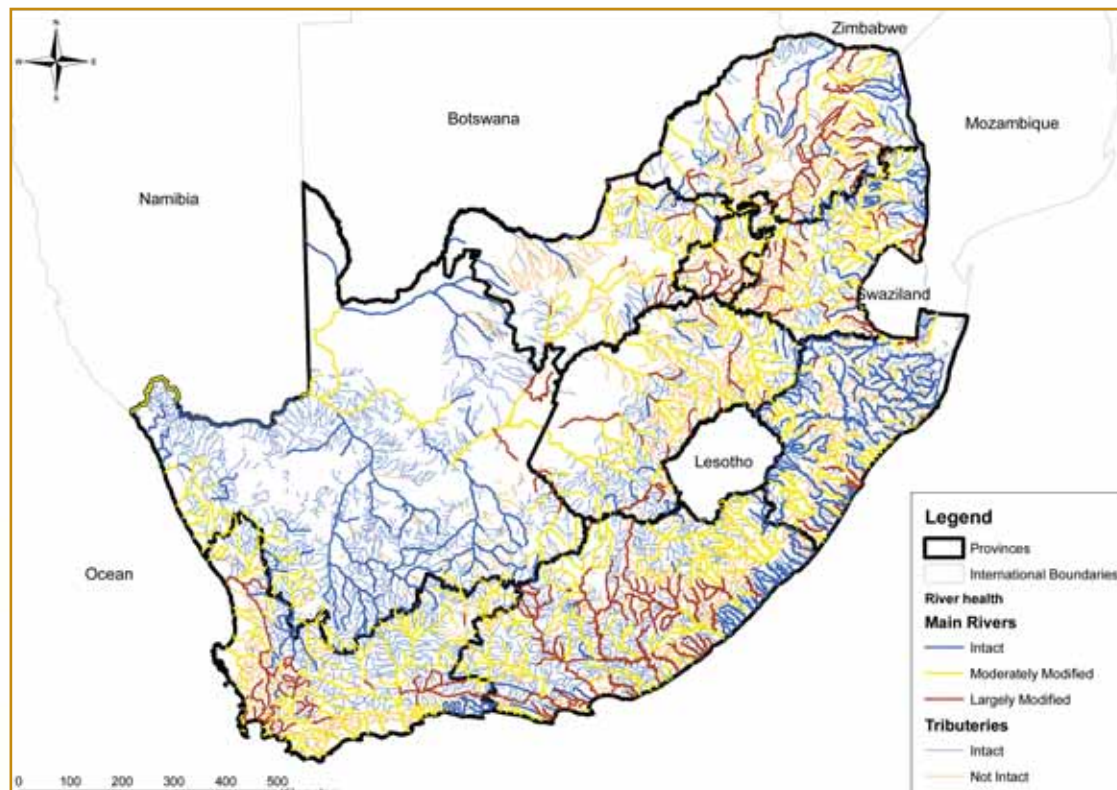 N
W
E
S
Zimbabwe
Botswana
Mozambique
Namibia
Swaziland
Lesotho
Ocean
Legend
Provinces
International Boundaries
River health
Main Rivers
Intact
Moderately Modified
Largely Modified
Tributeries
Intact
Not Intact
0 100 200 300 400 500